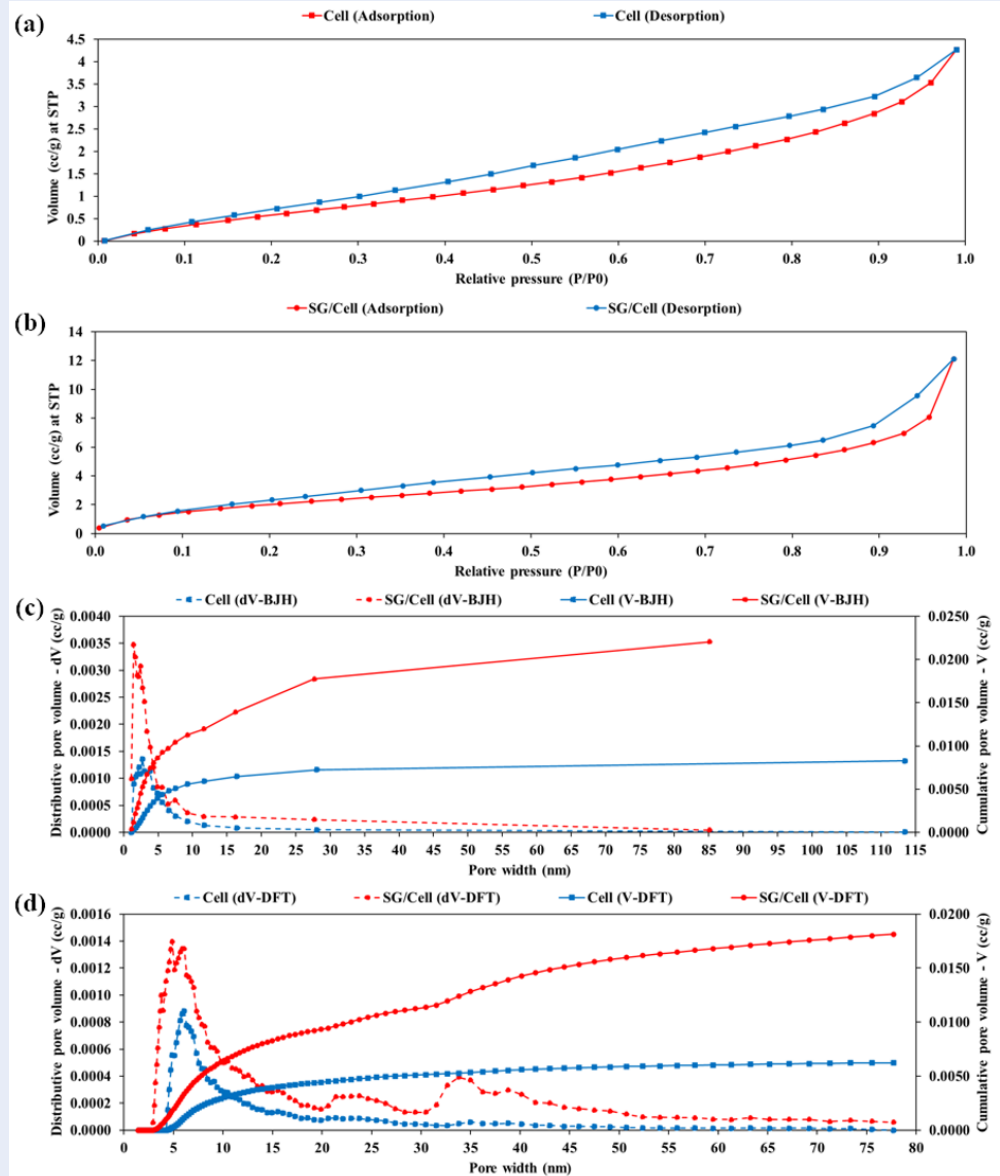 (a)
Cell (Adsorption) Cell (Desorption)
Volume (cc/g) at STP
4.5
4
3.5
3
2.5
2
1.5
1
0.5
0
0.0 0.1 0.2 0.3 0.4 0.5 0.6 0.7 0.8 0.9 1.0
Relative pressure (P/P0)
(b)
SG/Cell (Adsorption) SG/Cell (Desorption)
Volume (cc/g) at STP
14
12
10
8
6
4
2
0
0.0 0.1 0.2 0.3 0.4 0.5 0.6 0.7 0.8 0.9 1.0
Relative pressure (P/P0)
(c)
Cell (dV-BJH) SG/Cell (dV-BJH) Cell (V-BJH) SG/Cell (V-BJH)
Distributive pore volume - dV (cc/g)
0.0040
0.0035
0.0030
0.0025
0.0020
0.0015
0.0010
0.0005
0.0000
0.0250
0.0200
0.0150
0.0100
0.0050
0.0000
Cumulative pore volume - V (cc/g)
0 5 10 15 20 25 30 35 40 45 50 55 60 65 70 75 80 85 90 95 100 105 110 115
Pore width (nm)
(d)
Cell (dV-DFT) SG/Cell (dV-DFT) Cell (V-DFT) SG/Cell (V-DFT)
Distributive pore volume - dV (cc/g)
0.0016
0.0014
0.0012
0.0010
0.0008
0.0006
0.0004
0.0002
0.0000
0.0200
0.0150
0.0100
0.0050
0.0000
Cumulative pore volume - V (cc/g)
0 5 10 15 20 25 30 35 40 45 50 55 60 65 70 75 80
Pore width (nm)